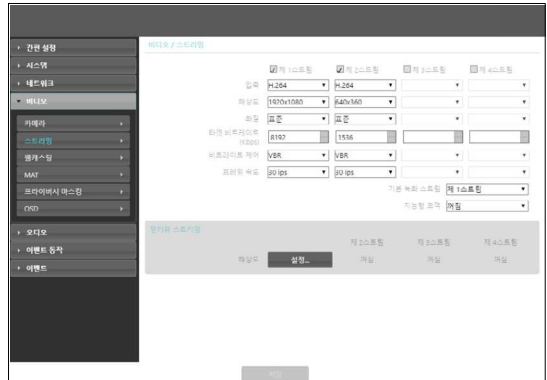 간편 설정
시스템
네트워크
비디오
카메라
스트리밍
웹캐스팅
MAT
프라이버시 마스킹
OSD
오디오
이벤트 동작
이벤트
비디오 / 스트리밍
제 1스트림 제 2스트림 제 3스트림 제 4스트림
압축 H.264 H.264
해상도 1920x1080 640x360
화질 표준 표준
타겟 비트레이트 (Kbps) 8192 1536
비트레이트 제어 VBR VBR
프레임 속도 30 ips 30 ips
기본 녹화 스트림 제 1스트림
지능형 코덱 꺼짐
멀티뷰 스트리밍
제 2스트림 제 3스트림 제 4스트림
해상도 설정... 꺼짐 꺼짐 꺼짐
저장